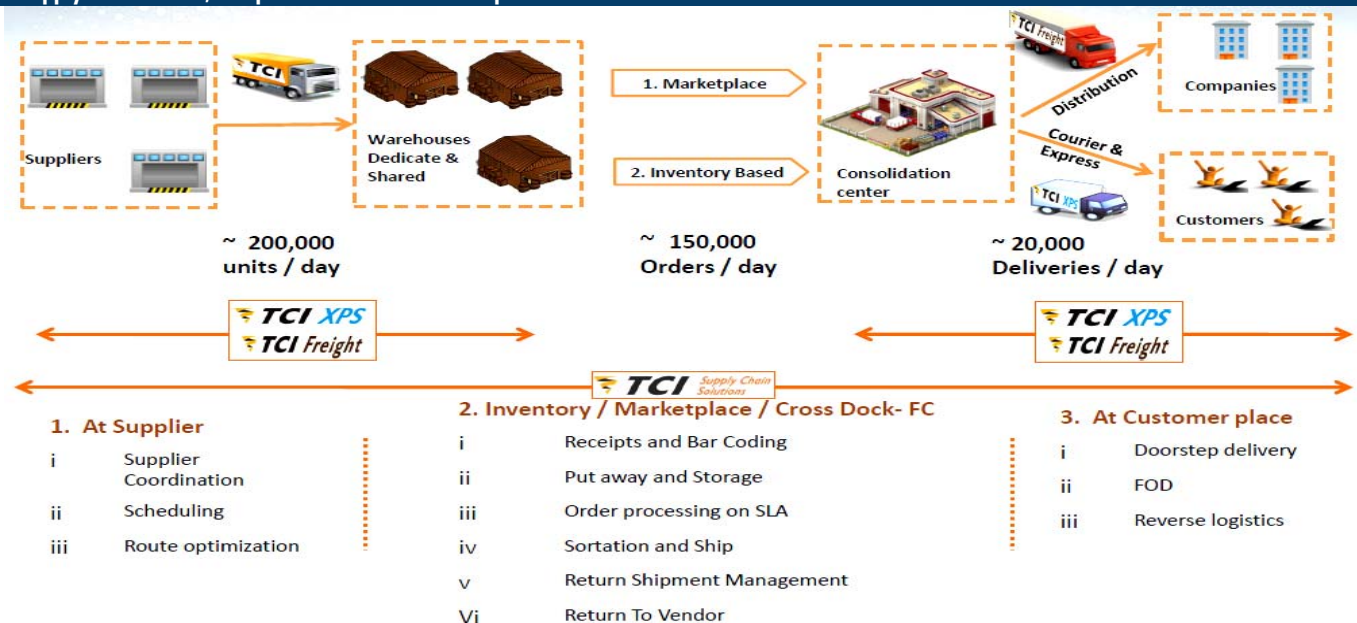 TCI
TCI Freight
Suppliers
Warehouses
Dedicate &
Shared
1. Marketplace
2. Inventory Based
Consolidation
center
Distribution
Courier &
Express
TCI XPS
Companies
Customers
~ 200,000
units / day
~ 150,000
Orders / day
~ 20,000
Deliveries / day
TCI XPS
TCI Freight
TCI XPS
TCI Freight
TCI Supply Chain
Solutions
1. At Supplier
i Supplier
Coordination
ii Scheduling
iii Route optimization
2. Inventory / Marketplace / Cross Dock- FC
i Receipts and Bar Coding
ii Put away and Storage
iii Order processing on SLA
iv Sortation and Ship
v Return Shipment Management
Vi Return To Vendor
3. At Customer place
i Doorstep delivery
ii FOD
iii Reverse logistics